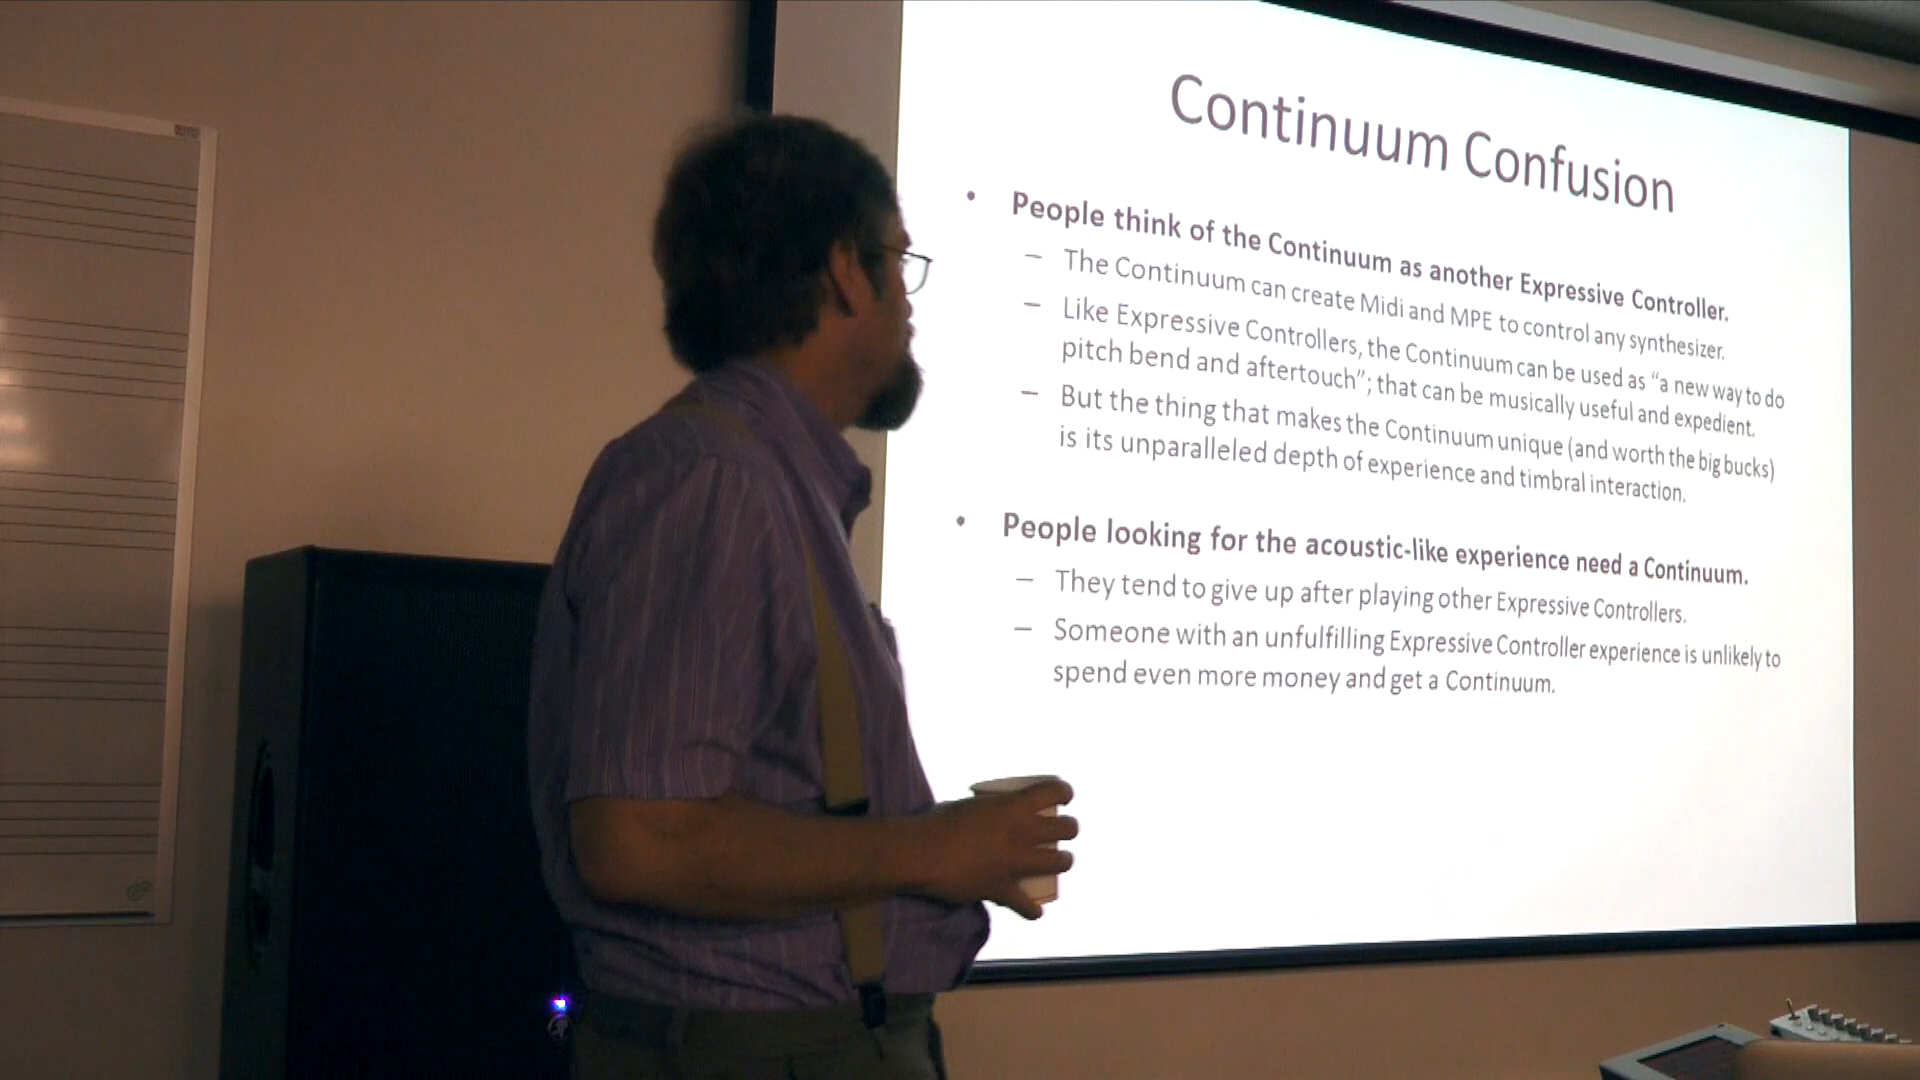 Continuum Confusion
• People think of the Continuum as another Expressive Controller.
– The Continuum can create Midi and MPE to control any synthesizer.
– Like Expressive Controllers, the Continuum can be used as “a new way to do
pitch bend and aftertouch”; that can be musically useful and expedient.
– But the thing that makes the Continuum unique (and worth the big bucks)
is its unparalleled depth of experience and timbral interaction.
• People looking for the acoustic-like experience need a Continuum.
– They tend to give up after playing other Expressive Controllers.
– Someone with an unfulfilling Expressive Controller experience is unlikely to
spend even more money and get a Continuum.